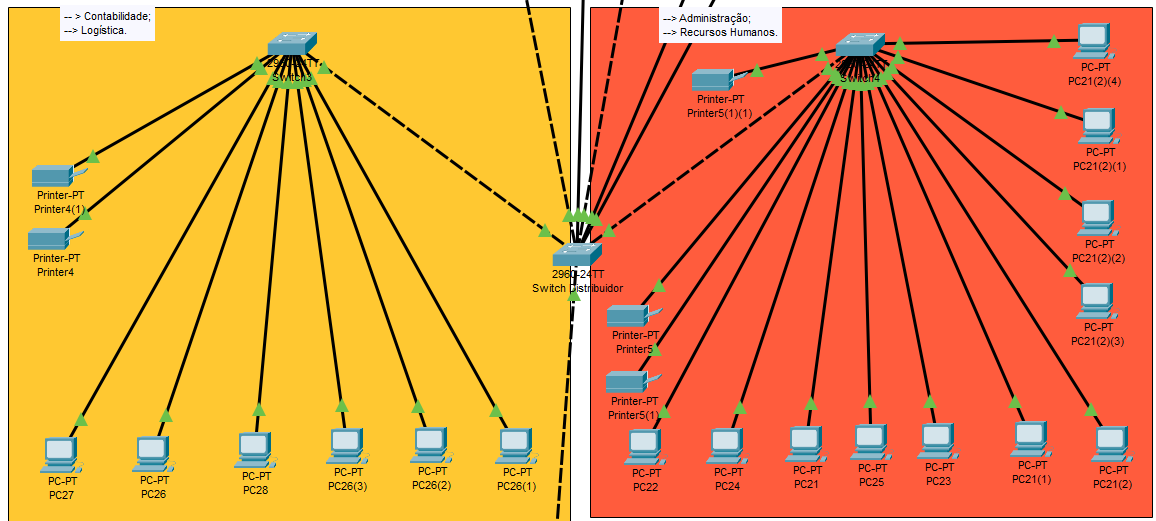 -- > Contabilidade;
--> Logística.
2960-24TT
Switch3
Printer-PT
Printer4(1)
Printer-PT
Printer4
PC-PT
PC27
PC-PT
PC26
PC-PT
PC28
PC-PT
PC26(3)
PC-PT
PC26(2)
PC-PT
PC26(1)
2960-24TT
Switch Distribuidor
--> Administração;
--> Recursos Humanos.
Switch4
Printer-PT
Printer5(1)(1)
PC-PT
PC21(2)(4)
PC-PT
PC21(2)(1)
PC-PT
PC21(2)(2)
PC-PT
PC21(2)(3)
Printer-PT
Printer5
Printer-PT
Printer5(1)
PC-PT
PC22
PC-PT
PC24
PC-PT
PC21
PC-PT
PC25
PC-PT
PC23
PC-PT
PC21(1)
PC-PT
PC21(2)